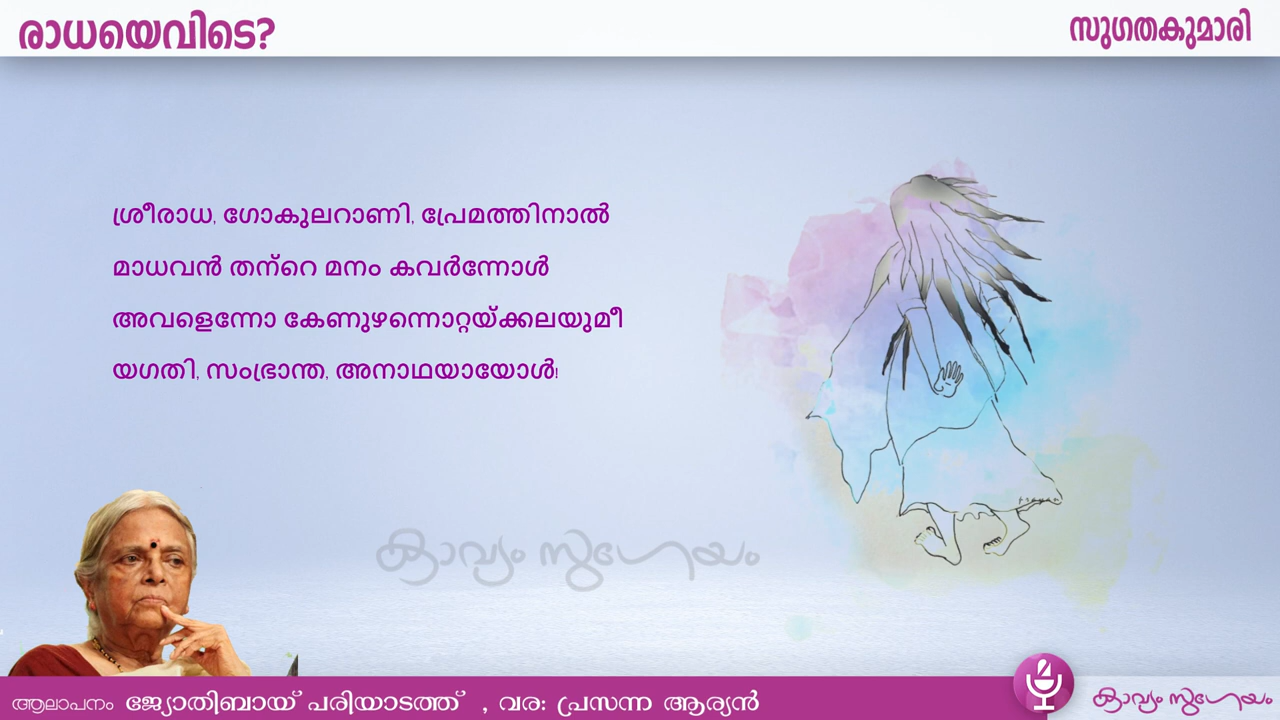 രാധയെവിടെ?
സുഗതകുമാരി
ശ്രീരാധ, ഗോകുലറാണി, പ്രേമത്തിനാൽ
മാധവൻ തന്റെ മനം കവർന്നോൾ
അവളെന്നോ കേണുഴന്നൊറ്റയ്ക്കലയുമീ
യഗതി, സംഭ്രാന്ത, അനാഥയായോൾ!
കാവ്യം സുഗേയം
ആലാപനം ജ്യോതിബായ് പരിയാടത്ത് , വര: പ്രസന്ന ആര്യൻ
കാവ്യം സുഗേയം